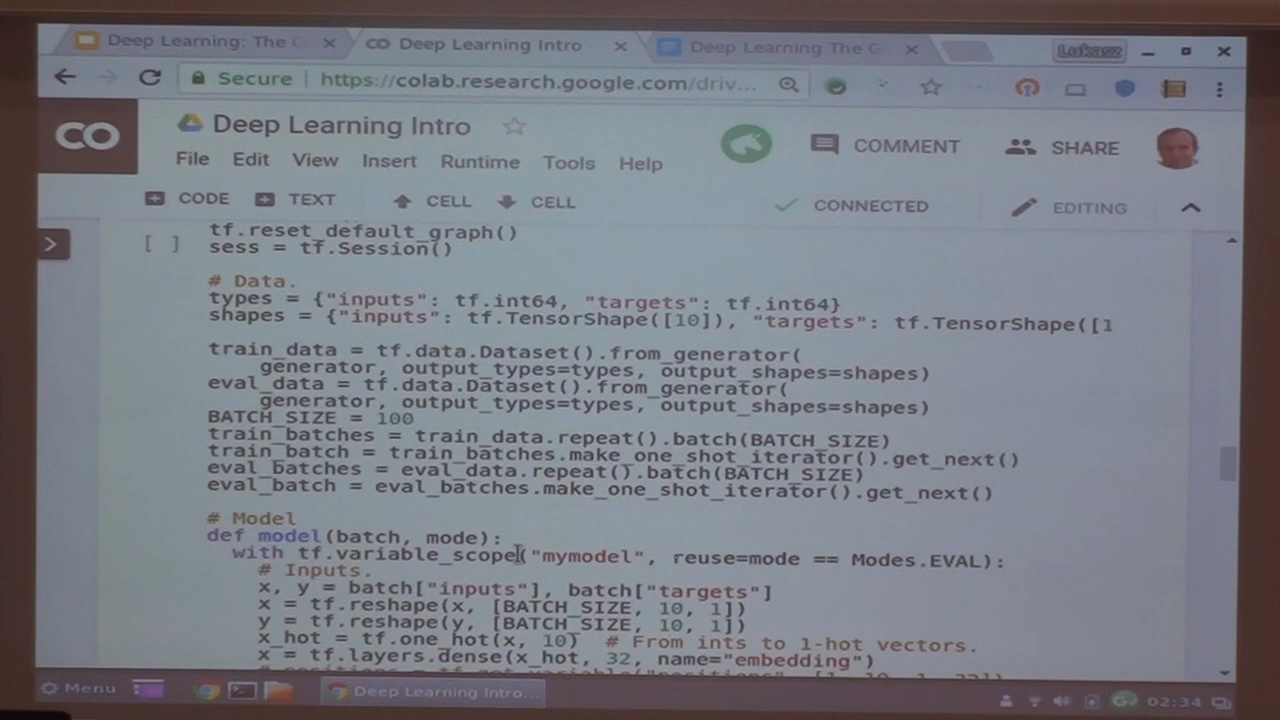 Deep Learning: The G
Deep Learning Intro
Deep Learning The G
Lukasz
Secure
https://colab.research.google.com/driv...
CO
Deep Learning Intro
COMMENT
SHARE
File Edit View Insert Runtime Tools Help
CODE TEXT CELL CELL
CONNECTED
EDITING
tf.reset_default_graph()
[ ] sess = tf.Session()
# Data.
types = {"inputs": tf.int64, "targets": tf.int64}
shapes = {"inputs": tf.TensorShape([10]), "targets": tf.TensorShape([1
train_data = tf.data.Dataset().from_generator(
generator, output_types=types, output_shapes=shapes)
eval_data = tf.data.Dataset().from_generator(
generator, output_types=types, output_shapes=shapes)
BATCH_SIZE = 100
train_batches = train_data.repeat().batch(BATCH_SIZE)
train_batch = train_batches.make_one_shot_iterator().get_next()
eval_batches = eval_data.repeat().batch(BATCH_SIZE)
eval_batch = eval_batches.make_one_shot_iterator().get_next()
# Model
def model(batch, mode):
with tf.variable_scope("mymodel", reuse=mode == Modes.EVAL):
# Inputs.
x, y = batch["inputs"], batch["targets"]
x = tf.reshape(x, [BATCH_SIZE, 10, 1])
y = tf.reshape(y, [BATCH_SIZE, 10, 1])
x_hot = tf.one_hot(x, 10) # From ints to 1-hot vectors.
x = tf.layers.dense(x_hot, 32, name="embedding")
Menu
Deep Learning Intro...
02:34